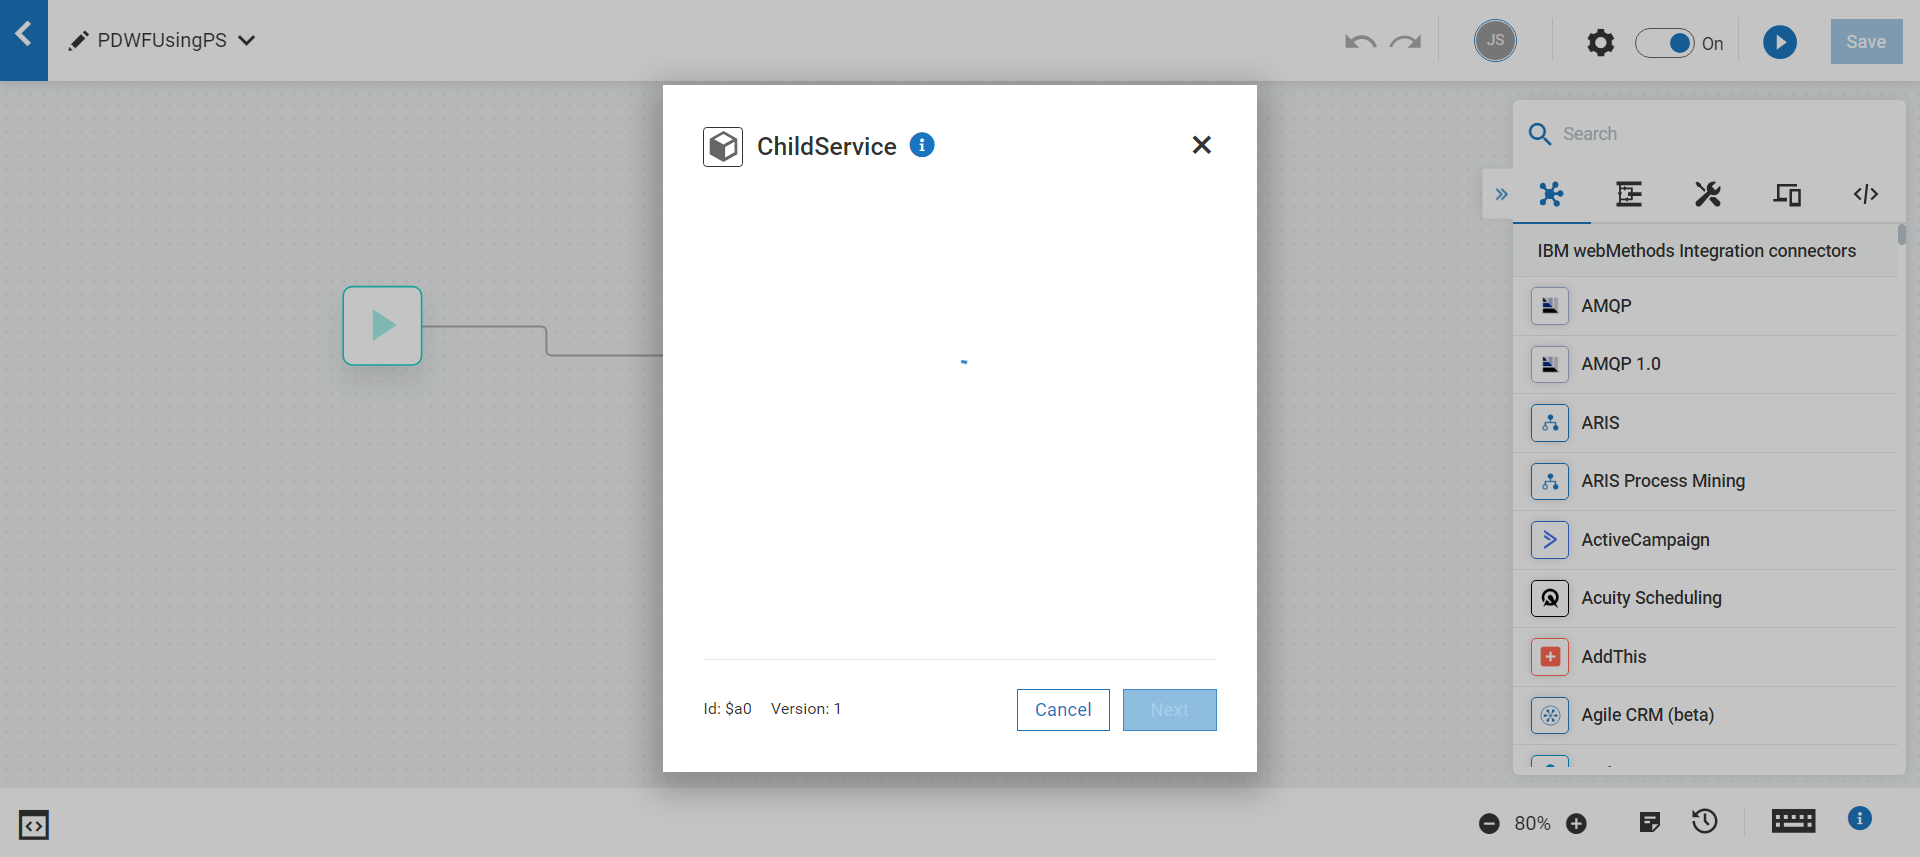 PDWFUsingPS
JS
On
Save
ChildService
Search
IBM webMethods Integration connectors
AMQP
AMQP 1.0
ARIS
ARIS Process Mining
ActiveCampaign
Acuity Scheduling
AddThis
Agile CRM (beta)
Id: $a0 Version: 1
Cancel
Next
80%